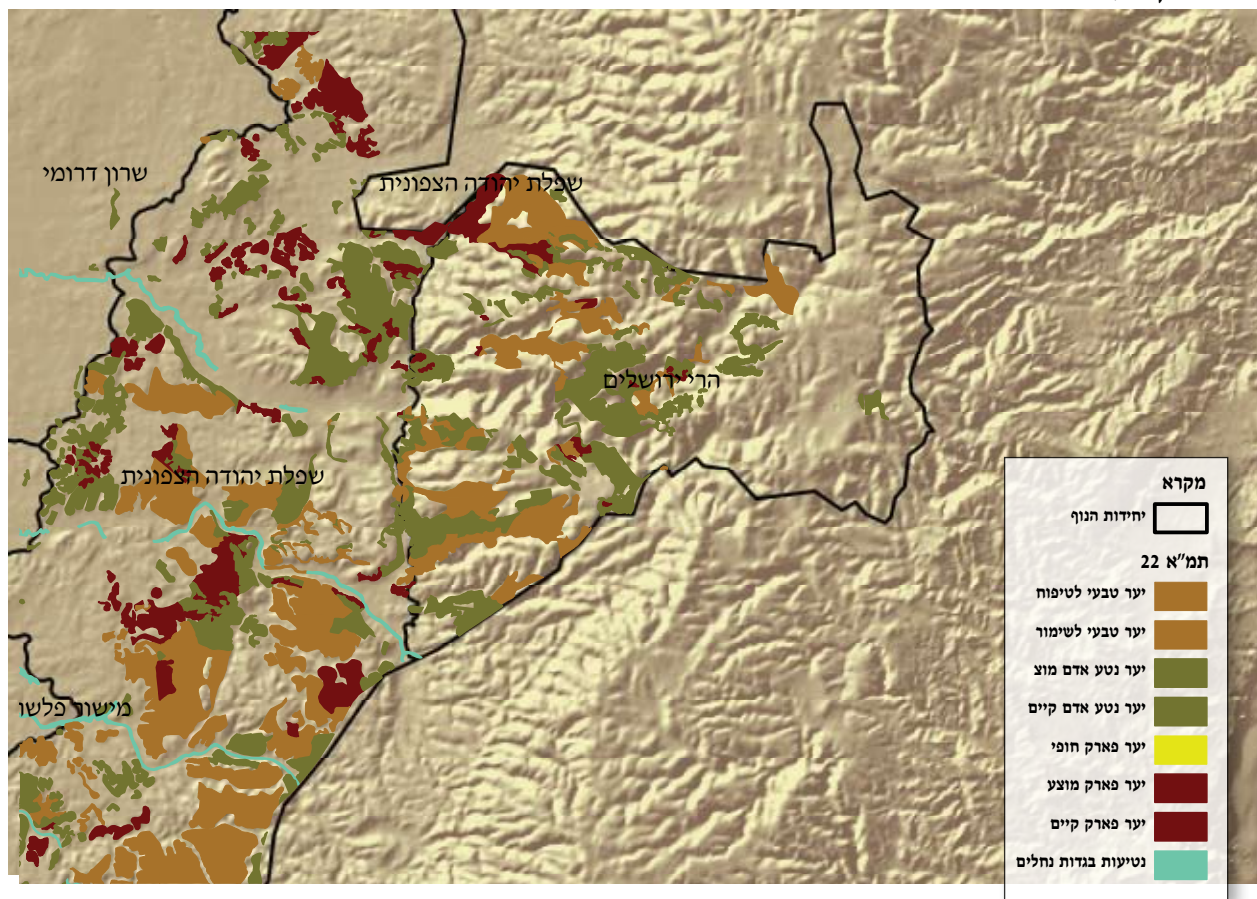 שפלת יהודה הצפונית
שרון דרומי
הרי ירושלים
שפלת יהודה הצפונית
מישור פלשו
מקרא
יחידות הנוף
תמ"א 22
יער טבעי לטיפוח
יער טבעי לשימור
יער נטע אדם מוצ
יער נטע אדם קיים
יער פארק חופי
יער פארק מוצע
יער פארק קיים
נטיעות בגדות נחלים